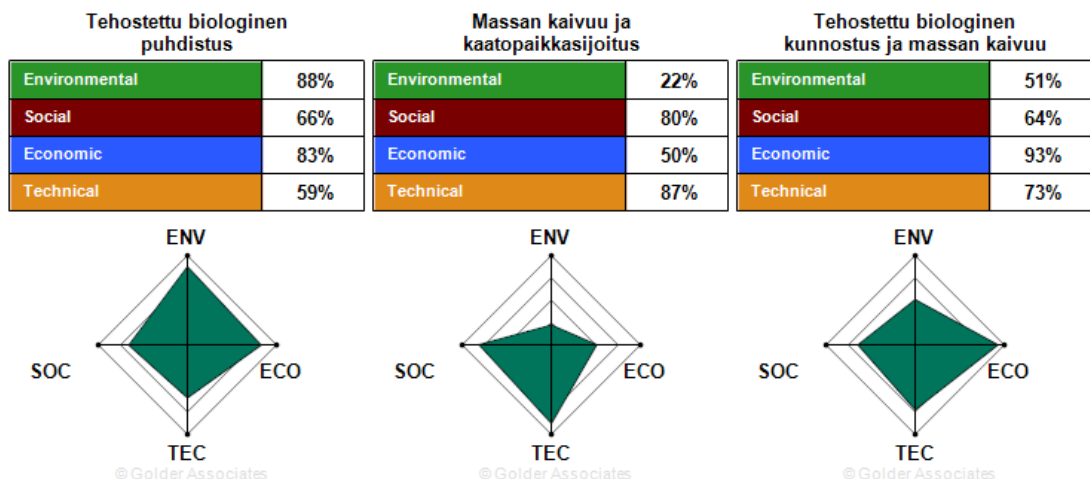 Tehostettu biologinen
puhdistus
Environmental 88%
Social 66%
Economic 83%
Technical 59%
ENV
SOC
ECO
TEC
© Golder Associates
Massan kaivuu ja
kaatopaikkasijoitus
Environmental 22%
Social 80%
Economic 50%
Technical 87%
ENV
SOC
ECO
TEC
© Golder Associates
Tehostettu biologinen
kunnostus ja massan kaivuu
Environmental 51%
Social 64%
Economic 93%
Technical 73%
ENV
SOC
ECO
TEC
© Golder Associates